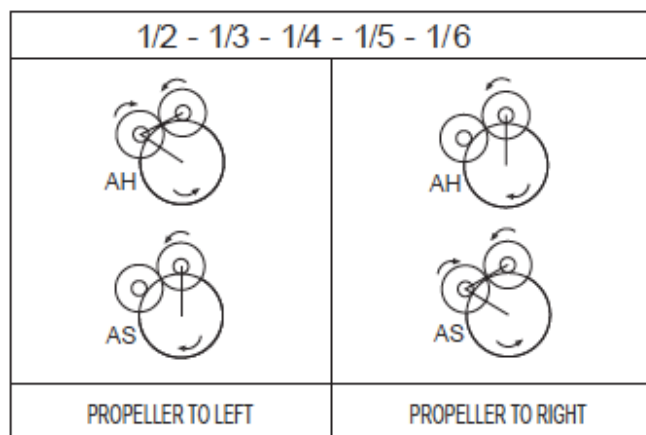 1/2 - 1/3 - 1/4 - 1/5 - 1/6
AH
AH
AS
AS
PROPELLER TO LEFT
PROPELLER TO RIGHT